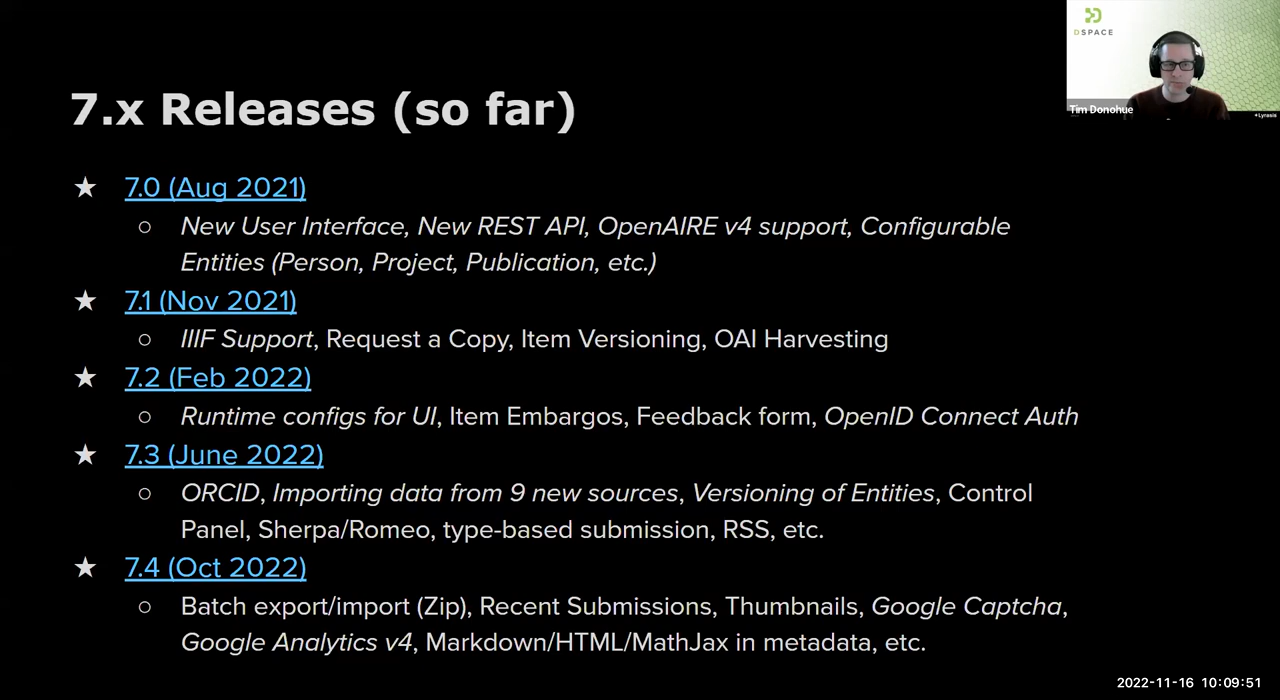 DSPACE
Tim Donohue
Lyrasis
7.x Releases (so far)
★ 7.0 (Aug 2021)
○ New User Interface, New REST API, OpenAIRE v4 support, Configurable
Entities (Person, Project, Publication, etc.)
★ 7.1 (Nov 2021)
○ IIIF Support, Request a Copy, Item Versioning, OAI Harvesting
★ 7.2 (Feb 2022)
○ Runtime configs for UI, Item Embargos, Feedback form, OpenID Connect Auth
★ 7.3 (June 2022)
○ ORCID, Importing data from 9 new sources, Versioning of Entities, Control
Panel, Sherpa/Romeo, type-based submission, RSS, etc.
★ 7.4 (Oct 2022)
○ Batch export/import (Zip), Recent Submissions, Thumbnails, Google Captcha,
Google Analytics v4, Markdown/HTML/MathJax in metadata, etc.
2022-11-16 10:09:51